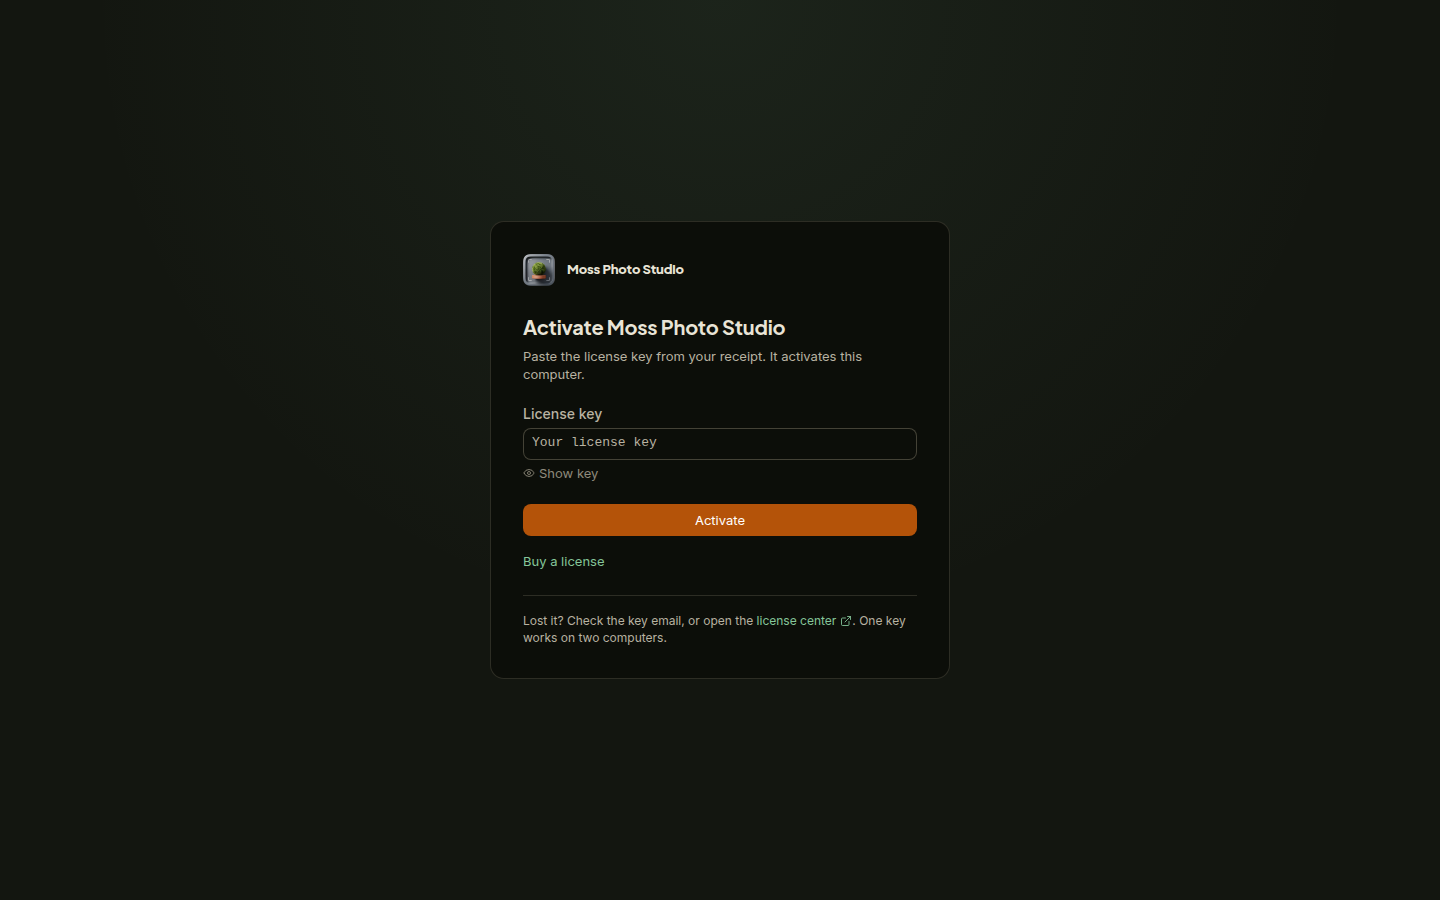 Moss Photo Studio
Activate Moss Photo Studio
Paste the license key from your receipt. It activates this
computer.
License key
Your license key
Show key
Activate
Buy a license
Lost it? Check the key email, or open the license center. One key
works on two computers.